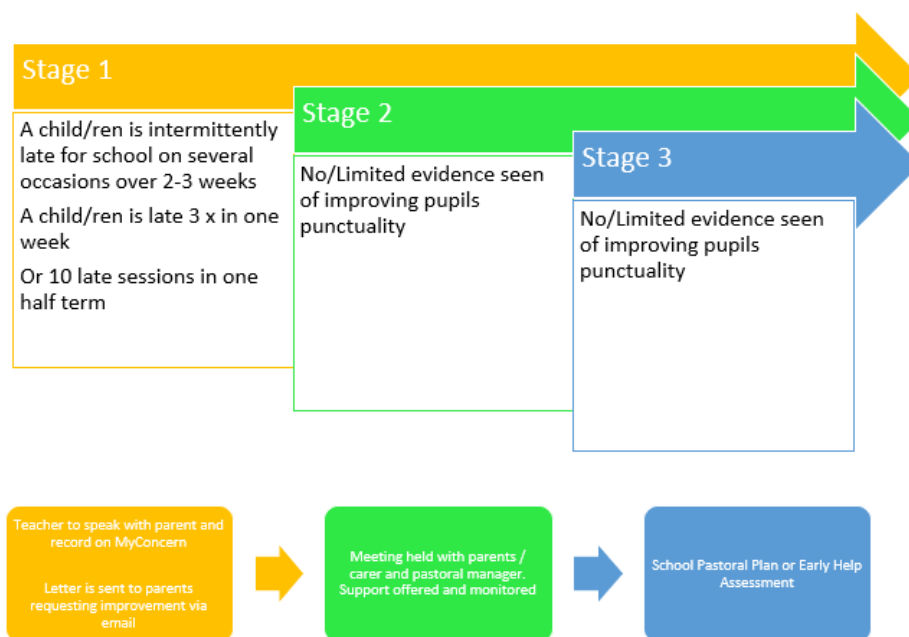 Stage 1
A child/ren is intermittently
late for school on several
occasions over 2-3 weeks
A child/ren is late 3 x in one
week
Or 10 late sessions in one
half term
Stage 2
No/Limited evidence seen
of improving pupils
punctuality
Stage 3
No/Limited evidence seen
of improving pupils
punctuality
Teacher to speak with parent and
record on MyConcern
Letter is sent to parents
requesting improvement via
email
Meeting held with parents /
carer and pastoral manager.
Support offered and monitored
School Pastoral Plan or Early Help
Assessment